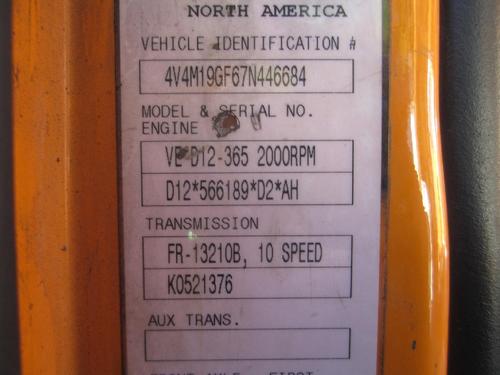 NORTH AMERICA
VEHICLE IDENTIFICATION #
4V4M19GF67N446684
MODEL & SERIAL NO.
ENGINE
VE D12-365 2000RPM
D12*566189*D2*AH
TRANSMISSION
FR-13210B, 10 SPEED
K0521376
AUX TRANS.